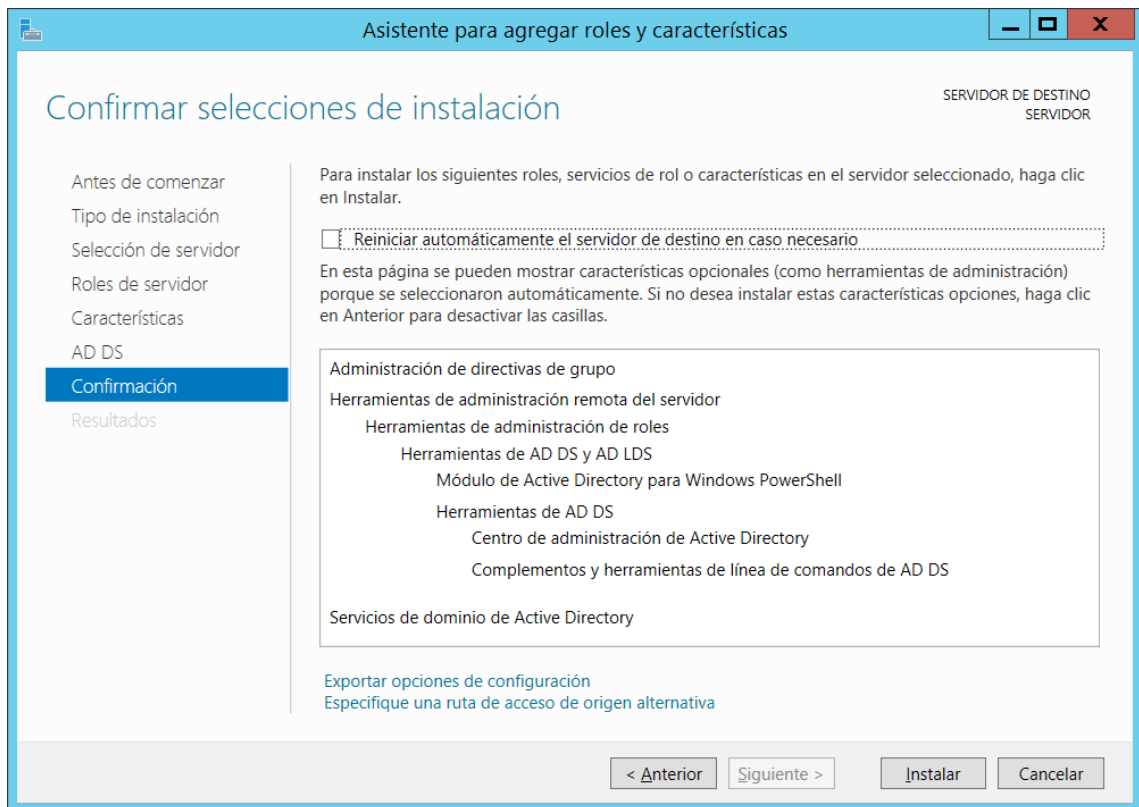 Asistente para agregar roles y características
Confirmar selecciones de instalación
SERVIDOR DE DESTINO
SERVIDOR
Antes de comenzar
Tipo de instalación
Selección de servidor
Roles de servidor
Características
AD DS
Confirmación
Resultados
Para instalar los siguientes roles, servicios de rol o características en el servidor seleccionado, haga clic
en Instalar.
Reiniciar automáticamente el servidor de destino en caso necesario
En esta página se pueden mostrar características opcionales (como herramientas de administración)
porque se seleccionaron automáticamente. Si no desea instalar estas características opciones, haga clic
en Anterior para desactivar las casillas.
Administración de directivas de grupo
Herramientas de administración remota del servidor
Herramientas de administración de roles
Herramientas de AD DS y AD LDS
Módulo de Active Directory para Windows PowerShell
Herramientas de AD DS
Centro de administración de Active Directory
Complementos y herramientas de línea de comandos de AD DS
Servicios de dominio de Active Directory
Exportar opciones de configuración
Especifique una ruta de acceso de origen alternativa
< Anterior
Siguiente >
Instalar
Cancelar